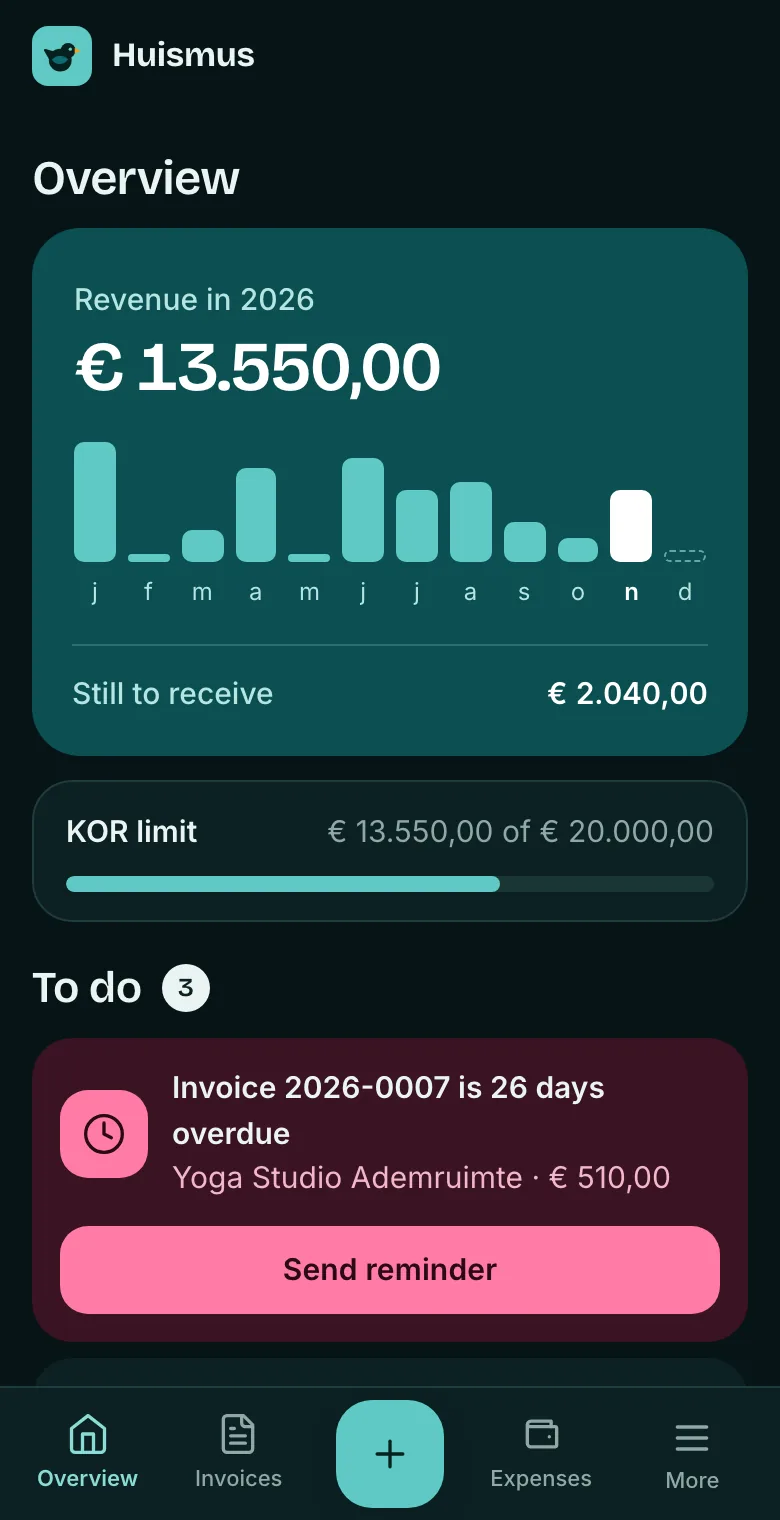 Huismus
Overview
Revenue in 2026
€ 13.550,00
j f m a m j j a s o n d
Still to receive € 2.040,00
KOR limit € 13.550,00 of € 20.000,00
To do 3
Invoice 2026-0007 is 26 days
overdue
Yoga Studio Ademruimte · € 510,00
Send reminder
Overview Invoices Expenses More